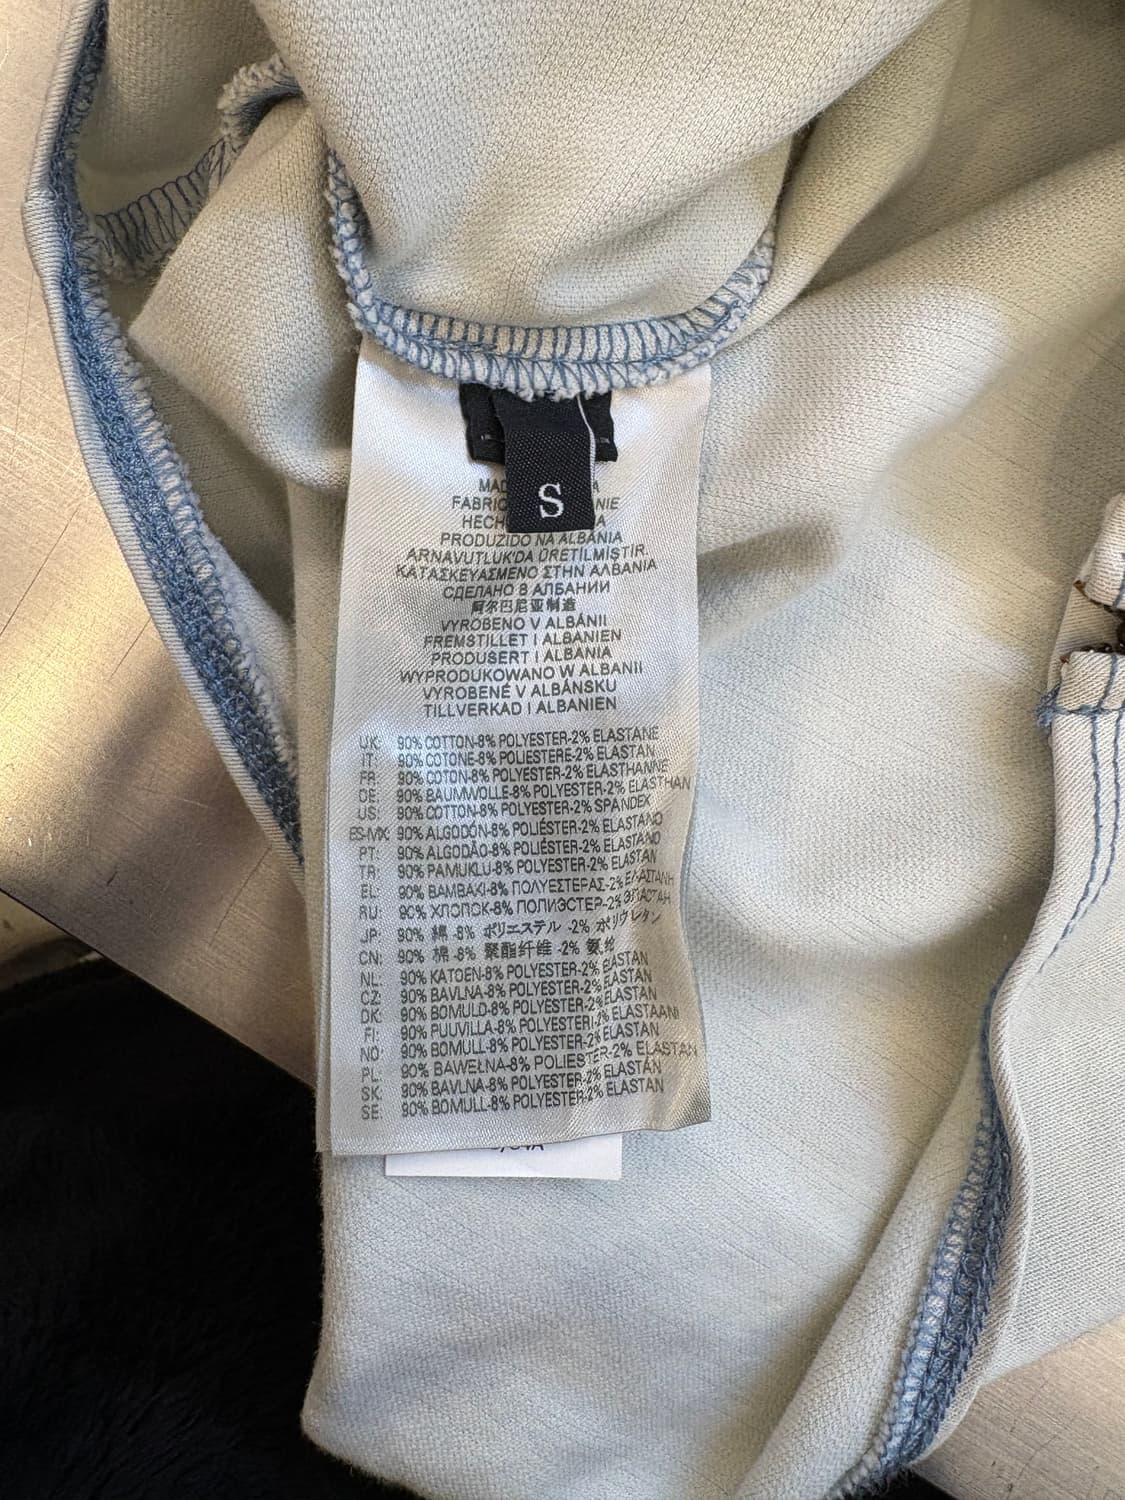 S
MAD A
FABRIC NIE
HECH A
PRODUZIDO NA ALBÂNIA
ARNAVUTLUK'DA ÜRETİLMİŞTİR.
ΚΑΤΑΣΚΕΥΑΣΜΕΝΟ ΣΤΗΝ ΑΛΒΑΝΙΑ
СДЕЛАНО В АЛБАНИИ
阿尔巴尼亚制造
VYROBENO V ALBÁNII
FREMSTILLET I ALBANIEN
PRODUSERT I ALBANIA
WYPRODUKOWANO W ALBANII
VYROBENÉ V ALBÁNSKU
TILLVERKAD I ALBANIEN
UK: 90% COTTON-8% POLYESTER-2% ELASTANE
IT: 90% COTONE-8% POLIESTERE-2% ELASTAN
FR: 90% COTON-8% POLYESTER-2% ELASTHANNE
DE: 90% BAUMWOLLE-8% POLYESTER-2% ELASTHAN
US: 90% COTTON-8% POLYESTER-2% SPANDEX
ES-MX: 90% ALGODÓN-8% POLIÉSTER-2% ELASTANO
PT: 90% ALGODÃO-8% POLIÉSTER-2% ELASTANO
TR: 90% PAMUKLU-8% POLYESTER-2% ELASTAN
EL: 90% ΒΑΜΒΑΚΙ-8% ΠΟΛΥΕΣΤΕΡΑΣ-2% ΕΛΑΣΤΑΝΗ
RU: 90% ХЛОПОК-8% ПОЛИЭСТЕР-2% ЭЛАСТАН
JP: 90% 綿 -8% ポリエステル -2% ポリウレタン
CN: 90% 棉 -8% 聚酯纤维 -2% 氨纶
NL: 90% KATOEN-8% POLYESTER-2% ELASTAN
CZ: 90% BAVLNA-8% POLYESTER-2% ELASTAN
DK: 90% BOMULD-8% POLYESTER-2% ELASTAN
FI: 90% PUUVILLA-8% POLYESTERI-2% ELASTAANI
NO: 90% BOMULL-8% POLYESTER-2% ELASTAN
PL: 90% BAWEŁNA-8% POLIESTER-2% ELASTAN
SK: 90% BAVLNA-8% POLYESTER-2% ELASTÁN
SE: 90% BOMULL-8% POLYESTER-2% ELASTAN